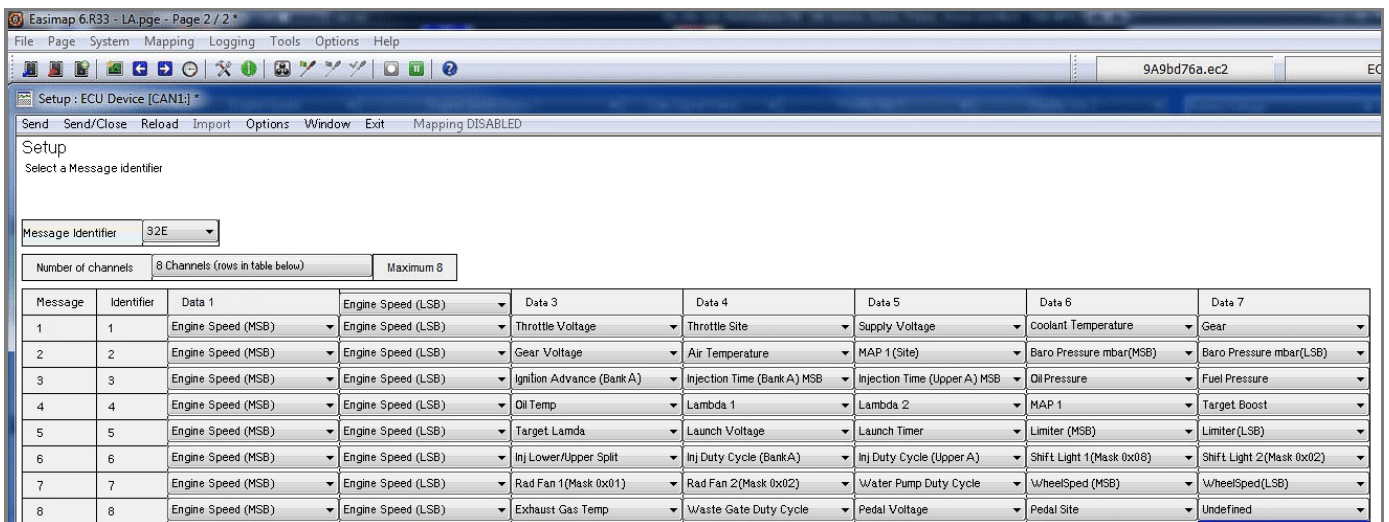 Easimap 6.R33 - LA.pge - Page 2 / 2 *
File Page System Mapping Logging Tools Options Help
9A9bd76a.ec2 EC
Setup : ECU Device [CAN1:] *
Send Send/Close Reload Import Options Window Exit Mapping DISABLED
Setup
Select a Message identifier
Message Identifier 32E
Number of channels 8 Channels (rows in table below) Maximum 8
Message Identifier Data 1 Engine Speed (LSB) Data 3 Data 4 Data 5 Data 6 Data 7
1 1 Engine Speed (MSB) Engine Speed (LSB) Throttle Voltage Throttle Site Supply Voltage Coolant Temperature Gear
2 2 Engine Speed (MSB) Engine Speed (LSB) Gear Voltage Air Temperature MAP 1 (Site) Baro Pressure mbar(MSB) Baro Pressure mbar(LSB)
3 3 Engine Speed (MSB) Engine Speed (LSB) Ignition Advance (Bank A) Injection Time (Bank A) MSB Injection Time (Upper A) MSB Oil Pressure Fuel Pressure
4 4 Engine Speed (MSB) Engine Speed (LSB) Oil Temp Lambda 1 Lambda 2 MAP 1 Target Boost
5 5 Engine Speed (MSB) Engine Speed (LSB) Target Lamda Launch Voltage Launch Timer Limiter (MSB) Limiter(LSB)
6 6 Engine Speed (MSB) Engine Speed (LSB) Inj Lower/Upper Split Inj Duty Cycle (BankA) Inj Duty Cycle (Upper A) Shift Light 1(Mask 0x08) Shift Light 2(Mask 0x02)
7 7 Engine Speed (MSB) Engine Speed (LSB) Rad Fan 1(Mask 0x01) Rad Fan 2(Mask 0x02) Water Pump Duty Cycle WheelSped (MSB) WheelSped(LSB)
8 8 Engine Speed (MSB) Engine Speed (LSB) Exhaust Gas Temp Waste Gate Duty Cycle Pedal Voltage Pedal Site Undefined